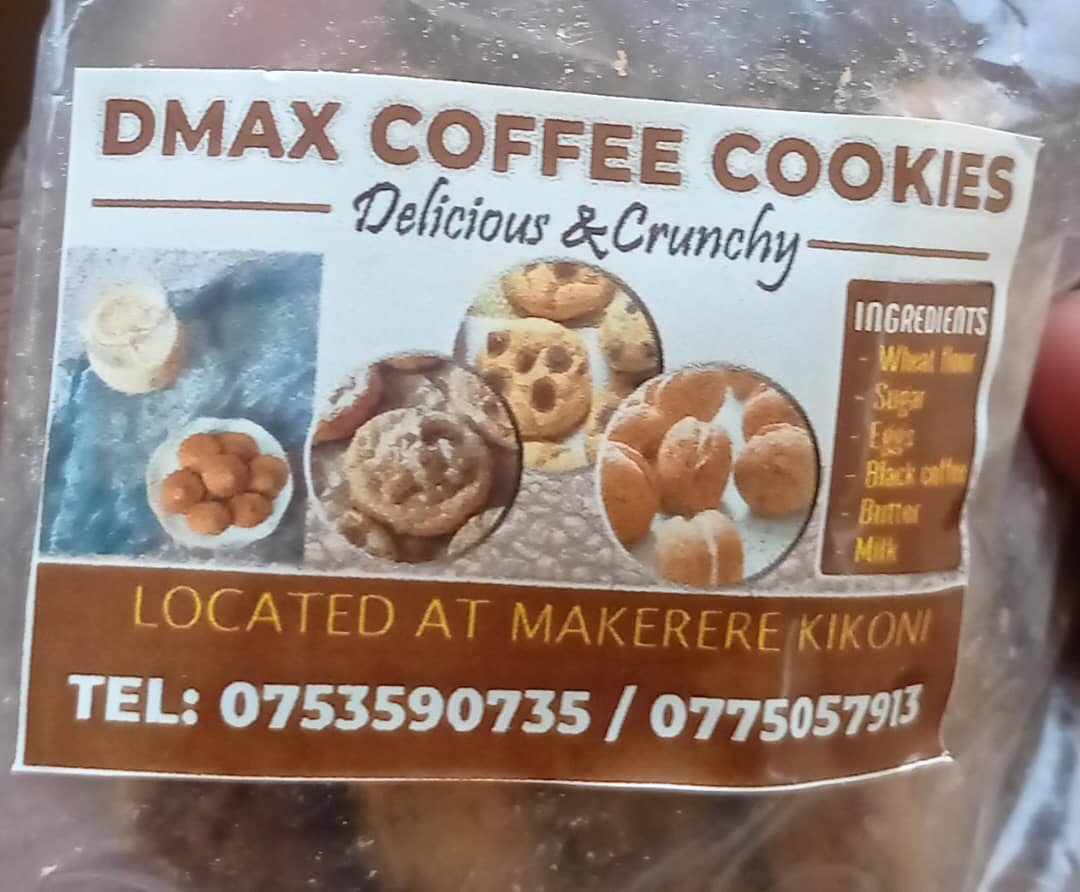 DMAX COFFEE COOKIES
Delicious & Crunchy
INGREDIENTS
- Wheat flour
- Sugar
- Eggs
- Black coffee
- Butter
Milk
LOCATED AT MAKERERE KIKONI
TEL: 0753590735 / 0775057913